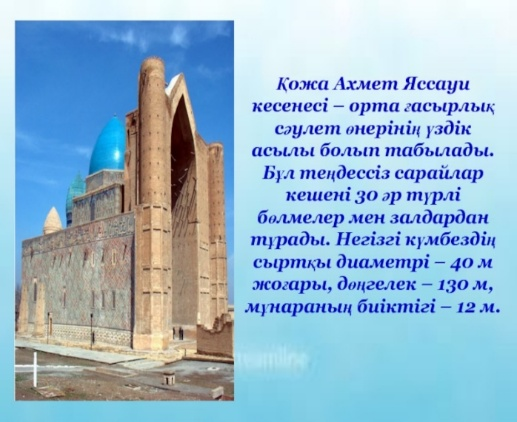 Қожа Ахмет Яссауи
кесенесі – орта ғасырлық
сәулет өнерінің үздік
асылы болып табылады.
Бұл теңдессіз сарайлар
кешені 30 әр түрлі
бөлмелер мен залдардан
тұрады. Негізгі күмбездің
сыртқы диаметрі – 40 м
жоғары, дөңгелек – 130 м,
мұнараның биіктігі – 12 м.